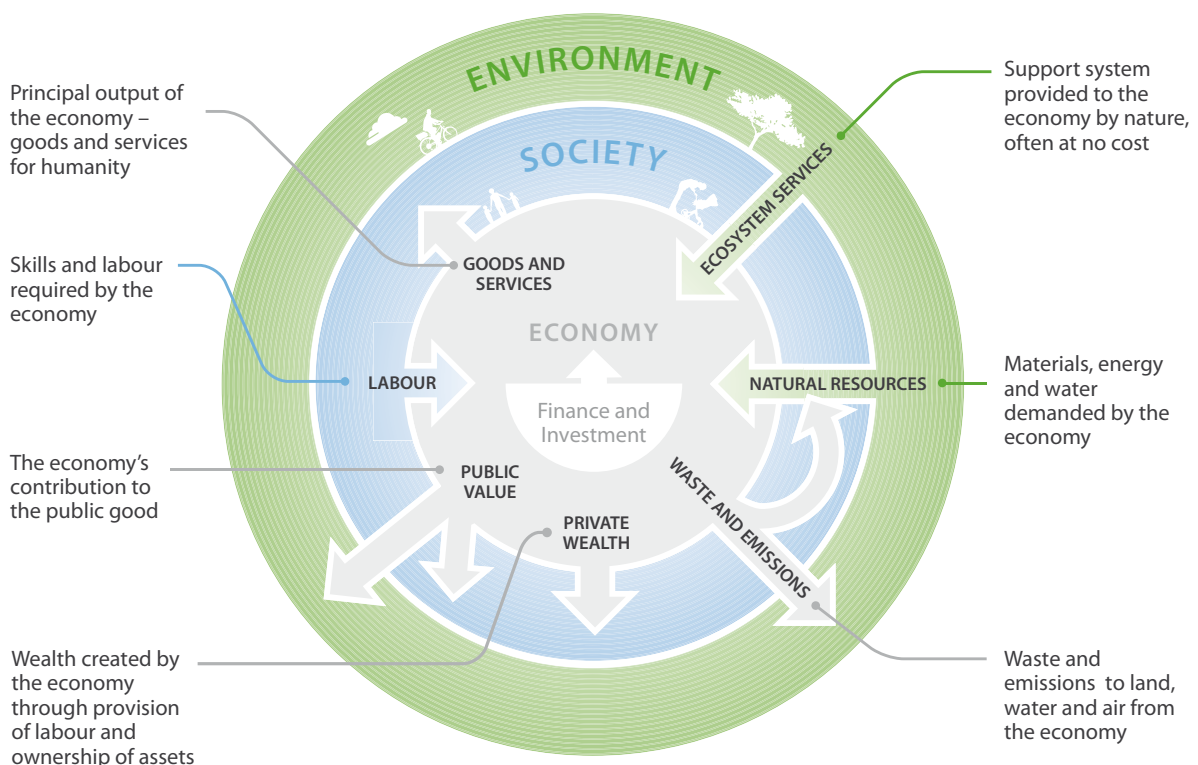 ENVIRONMENT
SOCIETY
Principal output of
the economy –
goods and services
for humanity
Support system
provided to the
economy by nature,
often at no cost
ECOSYSTEM SERVICES
GOODS AND
SERVICES
Skills and labour
required by the
economy
ECONOMY
LABOUR
NATURAL RESOURCES
Finance and
Investment
Materials, energy
and water
demanded by the
economy
The economy's
contribution to
the public good
PUBLIC
VALUE
WASTE AND EMISSIONS
PRIVATE
WEALTH
Wealth created by
the economy
through provision
of labour and
ownership of assets
Waste and
emissions to land,
water and air from
the economy